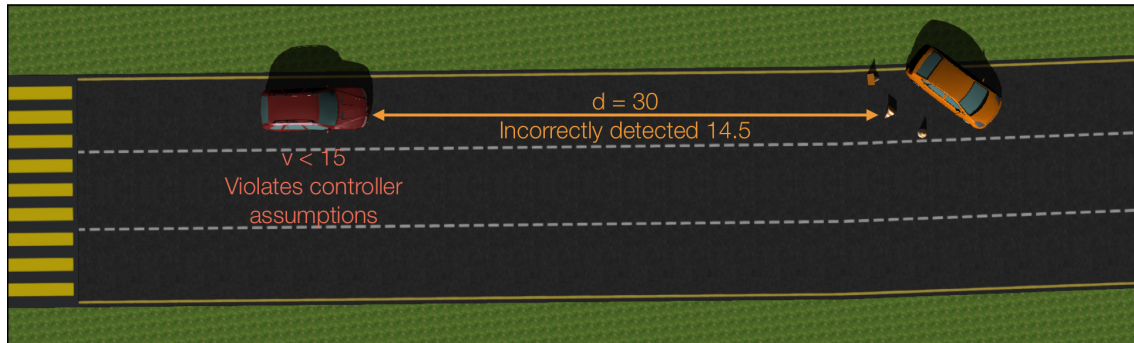 d = 30
Incorrectly detected 14.5
v < 15
Violates controller
assumptions